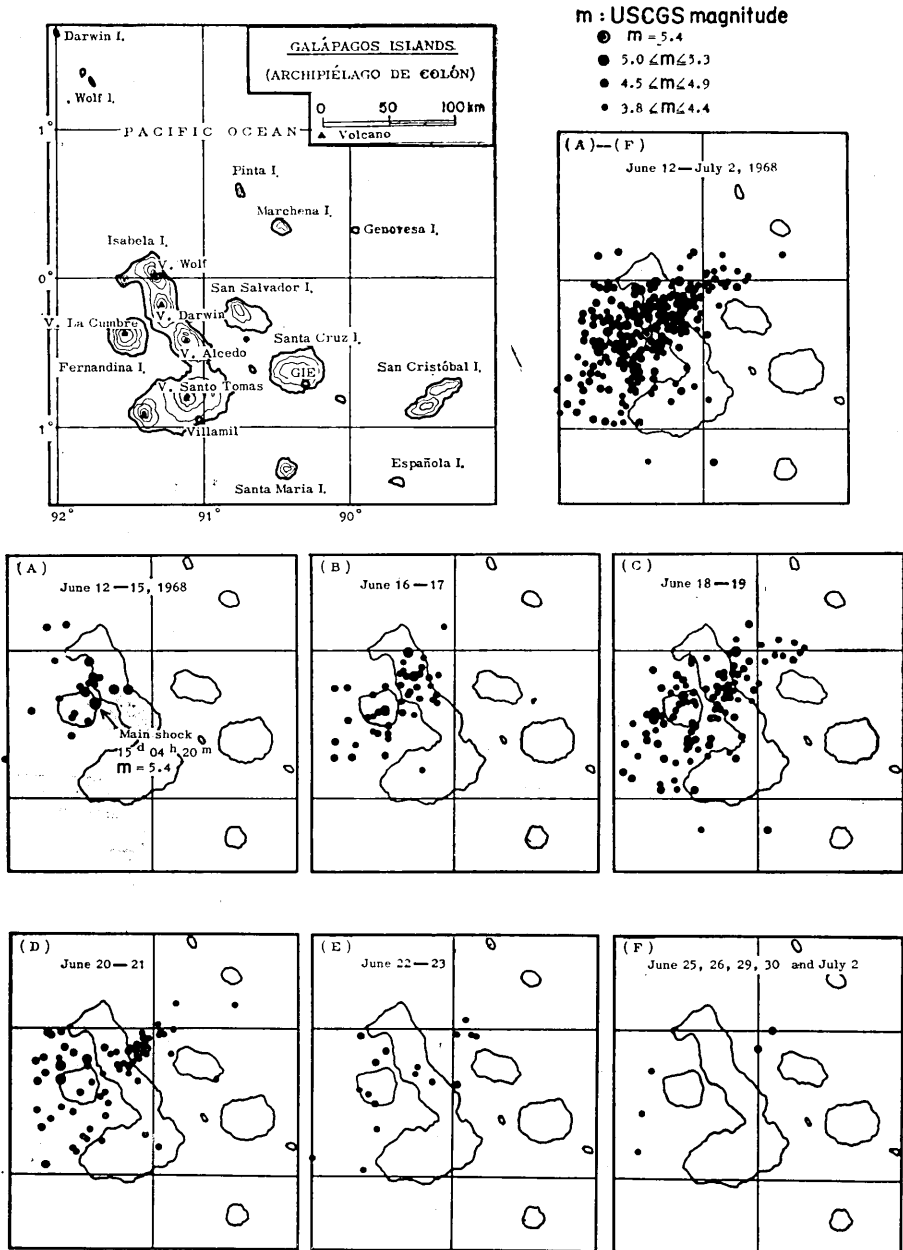 m : USCGS magnitude
m = 5.4
5.0 ≤ m ≤ 5.3
4.5 ≤ m ≤ 4.9
3.8 ≤ m ≤ 4.4
Darwin I.
Wolf I.
GALÁPAGOS ISLANDS
(ARCHIPIÉLAGO DE COLÓN)
0 50 100 km
▲ Volcano
1°
PACIFIC OCEAN
Pinta I.
Marchena I.
Genovesa I.
Isabela I.
0°
V. Wolf
San Salvador I.
V. Darwin
V. La Cumbre
Santa Cruz I.
V. Alcedo
Fernandina I.
GIE
San Cristóbal I.
V. Santo Tomas
1°
Villamil
Española I.
Santa Maria I.
92° 91° 90°
(A)—(F)
June 12 — July 2, 1968
(A)
June 12 — 15, 1968
Main shock
15 d 04 h 20 m
m = 5.4
(B)
June 16 — 17
(C)
June 18 — 19
(D)
June 20 — 21
(E)
June 22 — 23
(F)
June 25, 26, 29, 30 and July 2